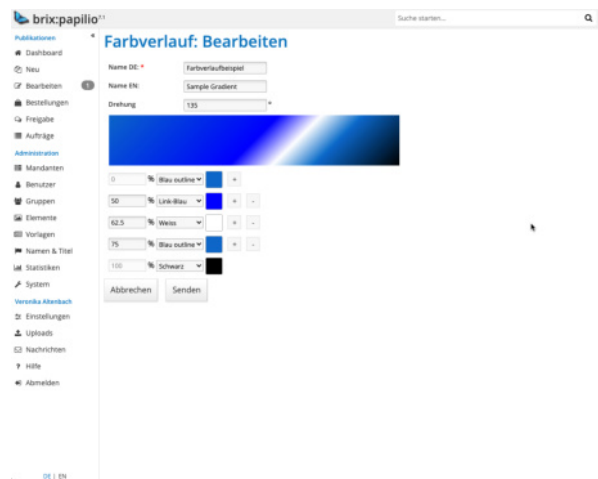 brix:papilio
Suche starten...
Publikationen
Dashboard
Neu
Bearbeiten 1
Bestellungen
Freigabe
Aufträge
Administration
Mandanten
Benutzer
Gruppen
Elemente
Vorlagen
Namen & Titel
Statistiken
System
Veronika Altenbach
Einstellungen
Uploads
Nachrichten
Hilfe
Abmelden
DE | EN
Farbverlauf: Bearbeiten
Name DE: * Farbverlaufbeispiel
Name EN: Sample Gradient
Drehung 135 °
0 % Blau outline + 
50 % Link-Blau + -
62.5 % Weiss + -
75 % Blau outline + -
100 % Schwarz
Abbrechen Senden